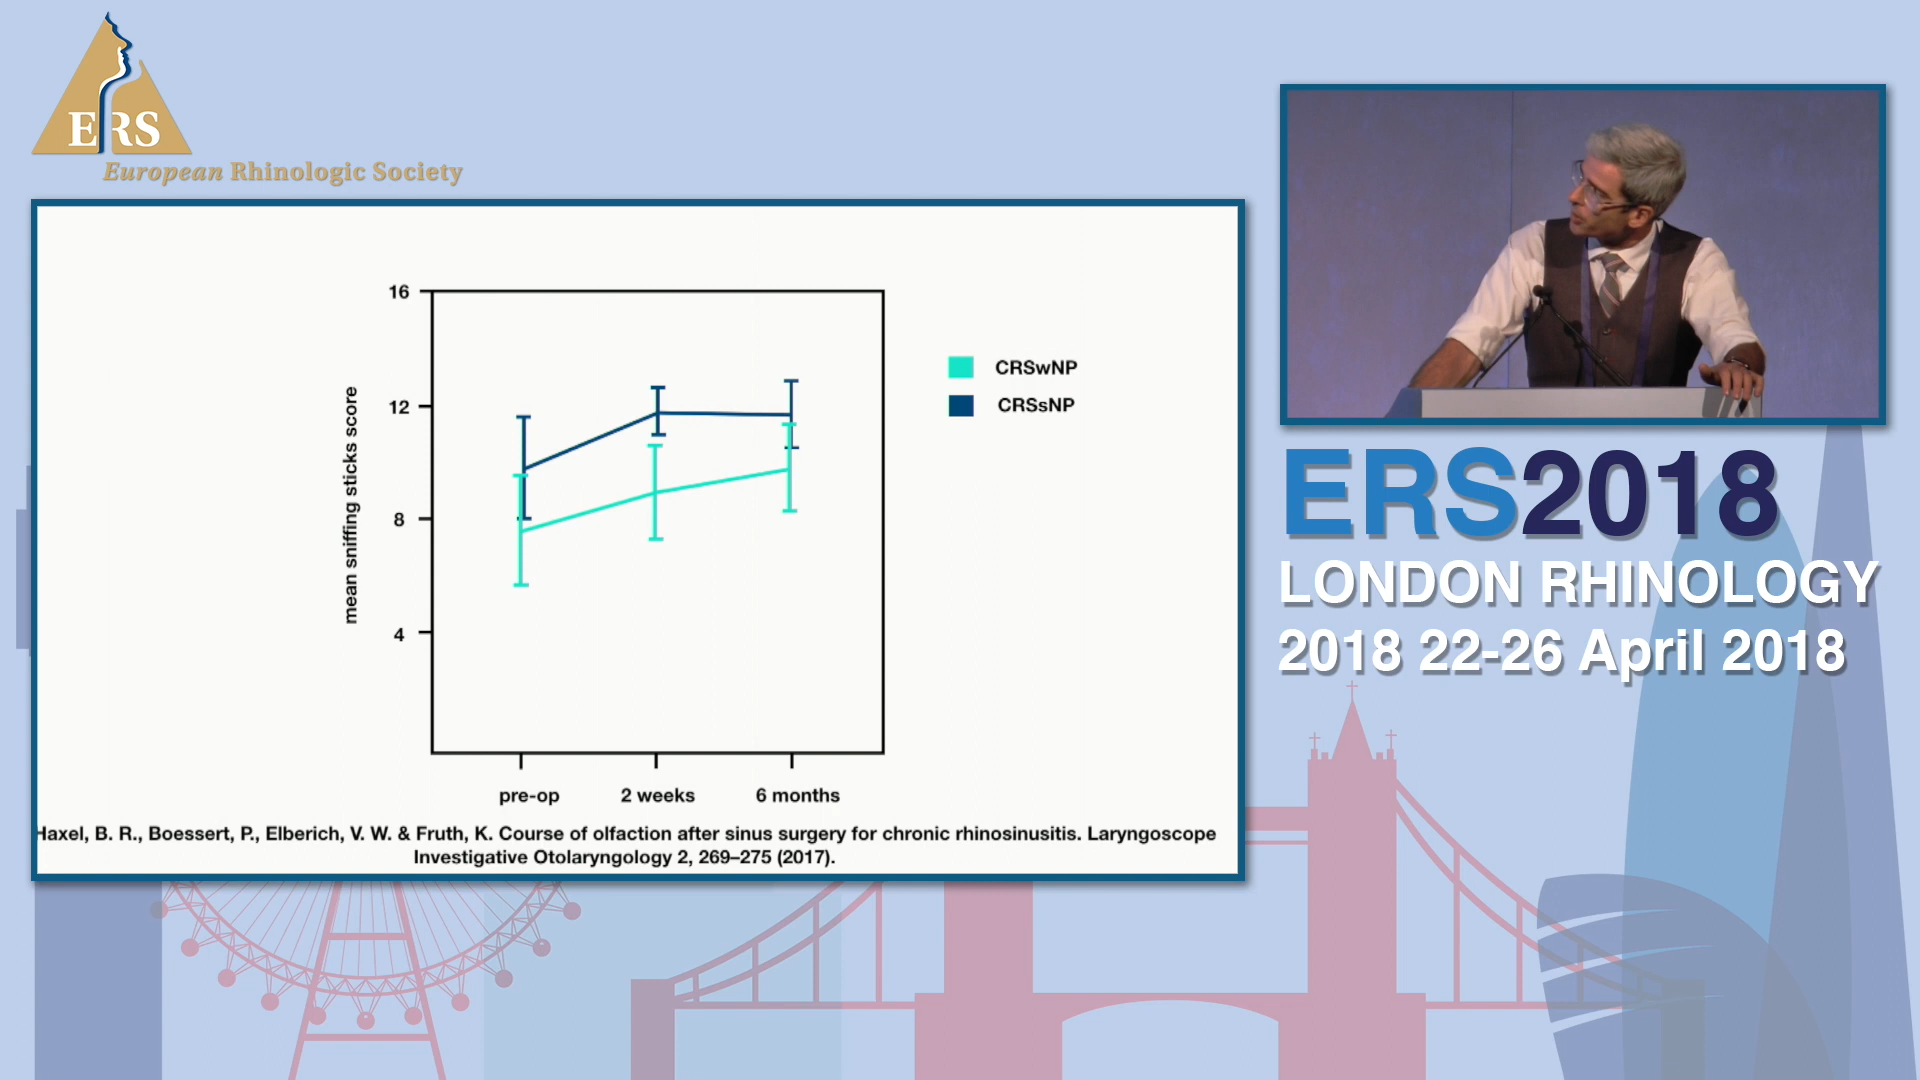 ERS
European Rhinologic Society
16
12
8
4
mean sniffing sticks score
pre-op 2 weeks 6 months
CRSwNP
CRSsNP
Haxel, B. R., Boessert, P., Elberich, V. W. & Fruth, K. Course of olfaction after sinus surgery for chronic rhinosinusitis. Laryngoscope
Investigative Otolaryngology 2, 269–275 (2017).
ERS2018
LONDON RHINOLOGY
2018 22-26 April 2018